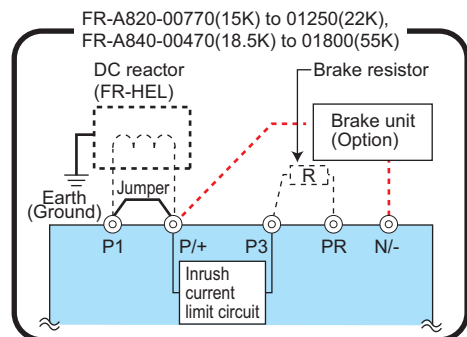 FR-A820-00770(15K) to 01250(22K),
FR-A840-00470(18.5K) to 01800(55K)
DC reactor
(FR-HEL)
Brake resistor
Brake unit
(Option)
R
Earth
(Ground)
Jumper
P1
P/+
P3
PR
N/-
Inrush
current
limit circuit